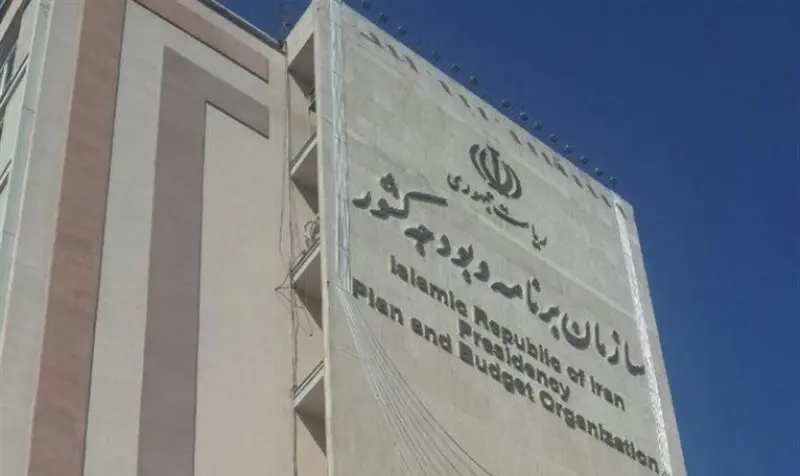 ریاست جمهوری
سازمان برنامه و بودجه کشور
Islamic Republic of Iran
Presidency
Plan and Budget Organization